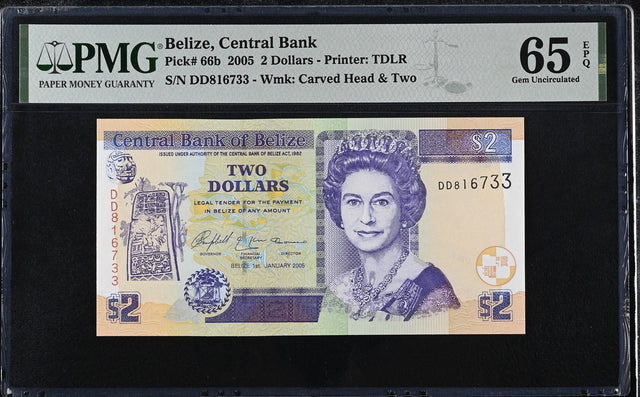 PMG
PAPER MONEY GUARANTY
Belize, Central Bank
Pick# 66b 2005 2 Dollars - Printer: TDLR
S/N DD816733 - Wmk: Carved Head & Two
65 EPQ
Gem Uncirculated
Central Bank of Belize
$2
ISSUED UNDER AUTHORITY OF THE CENTRAL BANK OF BELIZE ACT, 1982
TWO
DOLLARS
LEGAL TENDER FOR THE PAYMENT
IN BELIZE OF ANY AMOUNT
DD816733
DD816733
GOVERNOR FINANCIAL SECRETARY DIRECTOR
BELIZE 1st. JANUARY 2005
$2
$2